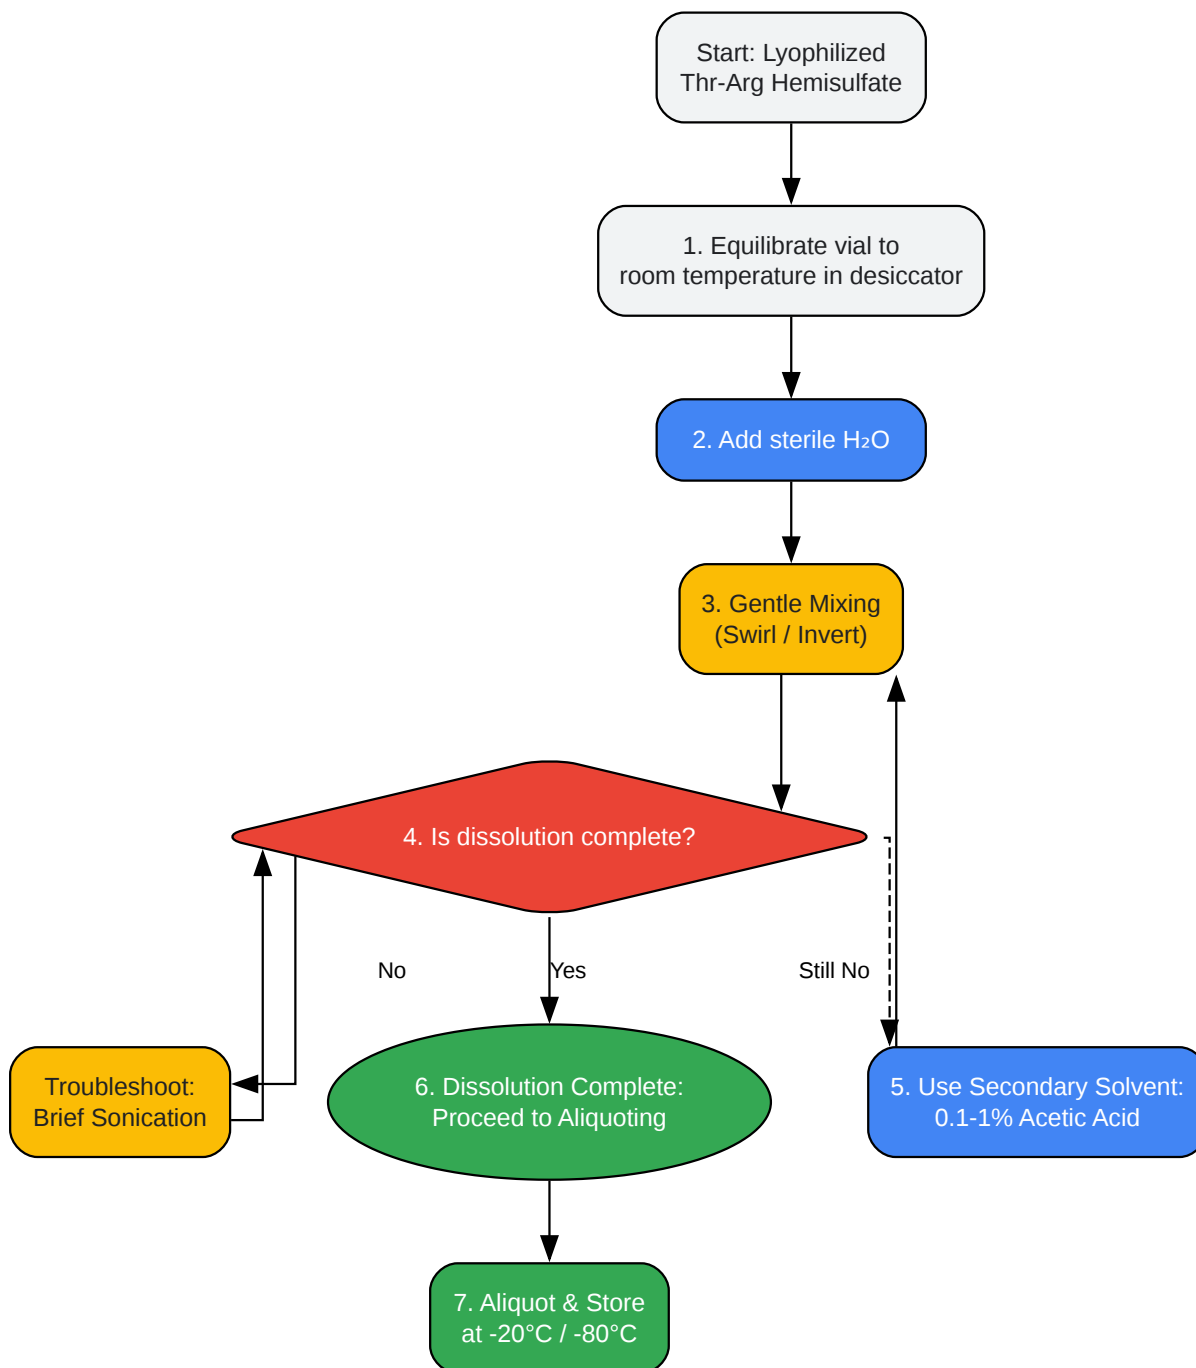 Start: Lyophilized
Thr-Arg Hemisulfate
1. Equilibrate vial to
room temperature in desiccator
2. Add sterile H₂O
3. Gentle Mixing
(Swirl / Invert)
4. Is dissolution complete?
No
Yes
Still No
Troubleshoot:
Brief Sonication
6. Dissolution Complete:
Proceed to Aliquoting
5. Use Secondary Solvent:
0.1-1% Acetic Acid
7. Aliquot & Store
at -20°C / -80°C